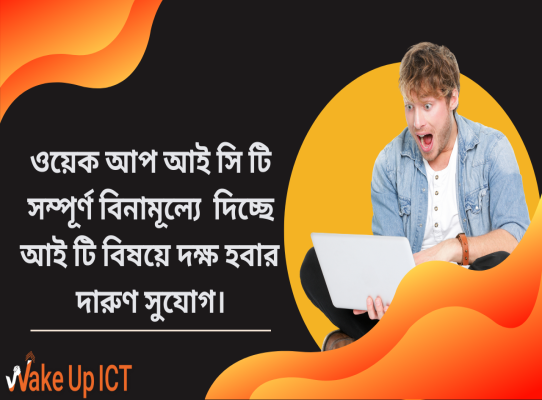 ওয়েক আপ আই সি টি
সম্পূর্ণ বিনামূল্যে দিচ্ছে
আই টি বিষয়ে দক্ষ হবার
দারুণ সুযোগ।
Wake Up ICT